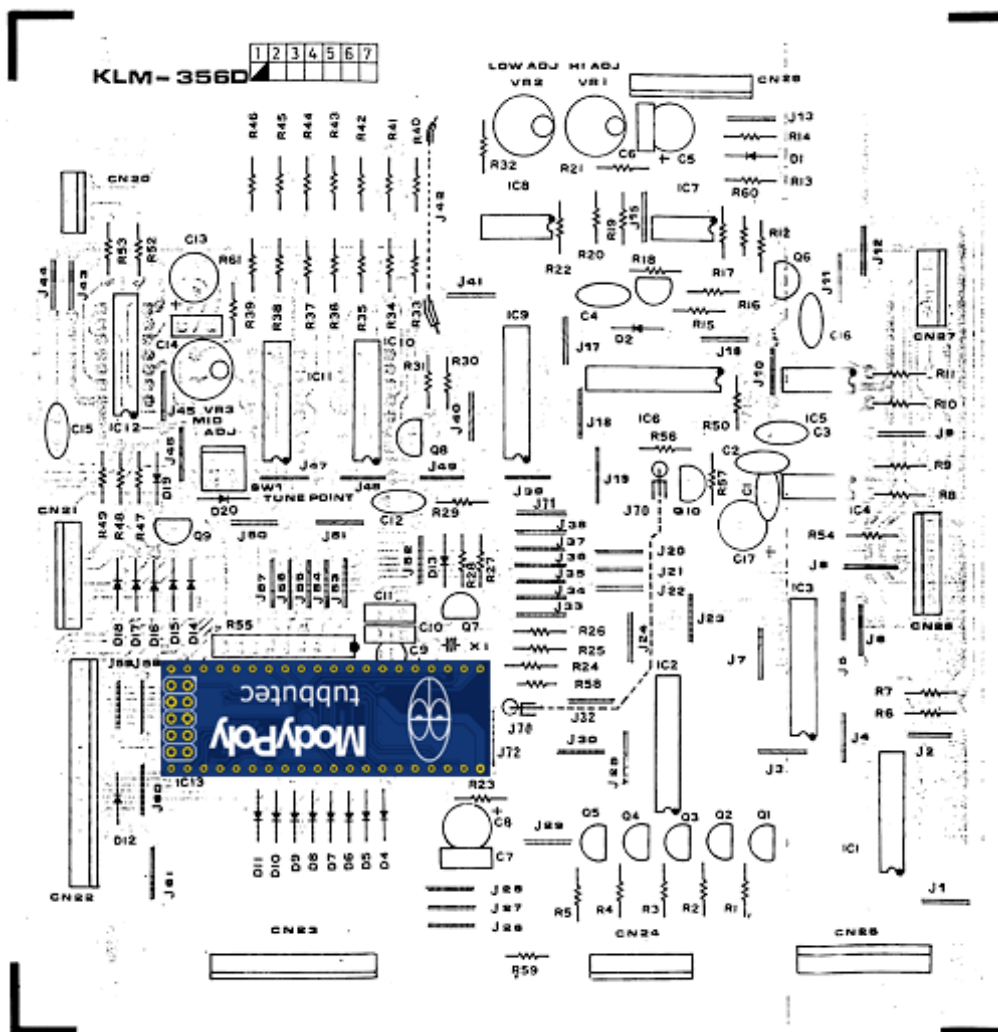 KLM-356D
1 2 3 4 5 6 7
LOW ADJ HI ADJ
VR2 VR1
CN28
J13
R14
D1
R13
R60
R46 R45 R44 R43 R42 R41 R40
R32
R21
C6
C5
IC8
IC7
CN20
J42
R53
R52
C13
R61
R39 R38 R37 R36 R35 R34 R33
J44
J43
J41
R22
R20
R19
J15
R18
R17
R12
Q6
J11
J12
C14
IC12
C15
J45
VR3
MID
ADJ
IC11
IC10
R31
R30
IC9
C4
D2
R16
R15
J17
J16
J10
C16
CN27
R11
R10
J9
R9
R8
J40
Q8
J18
IC6
R56
R50
IC5
C3
C2
C1
R57
Q10
J70
J19
IC4
C17
R54
J46
D19
SW1
TUNE POINT
D20
J47
J48
J49
J39
J71
R49
R48
R47
CN21
Q9
J50
J51
C12
R29
J52
D13
R28
R27
J38
J37
J36
J35
J34
J33
J20
J21
J22
J23
J24
IC3
J8
CN26
J6
J7
J57
J56
J55
J54
J53
C11
C10
C9
Q7
X1
D18
D17
D16
D15
D14
R55
R26
R25
R24
R58
IC2
R7
R6
J59
J58
ModyPoly
tubbutec
J70
J72
J32
J30
J28
J3
J4
J2
IC13
J60
D12
J61
CN22
R23
C8
C7
D11 D10 D9 D8 D7 D6 D5 D4
J29
Q5 Q4 Q3 Q2 Q1
R5 R4 R3 R2 R1
IC1
J1
J27
CN23
CN24
CN25
R59